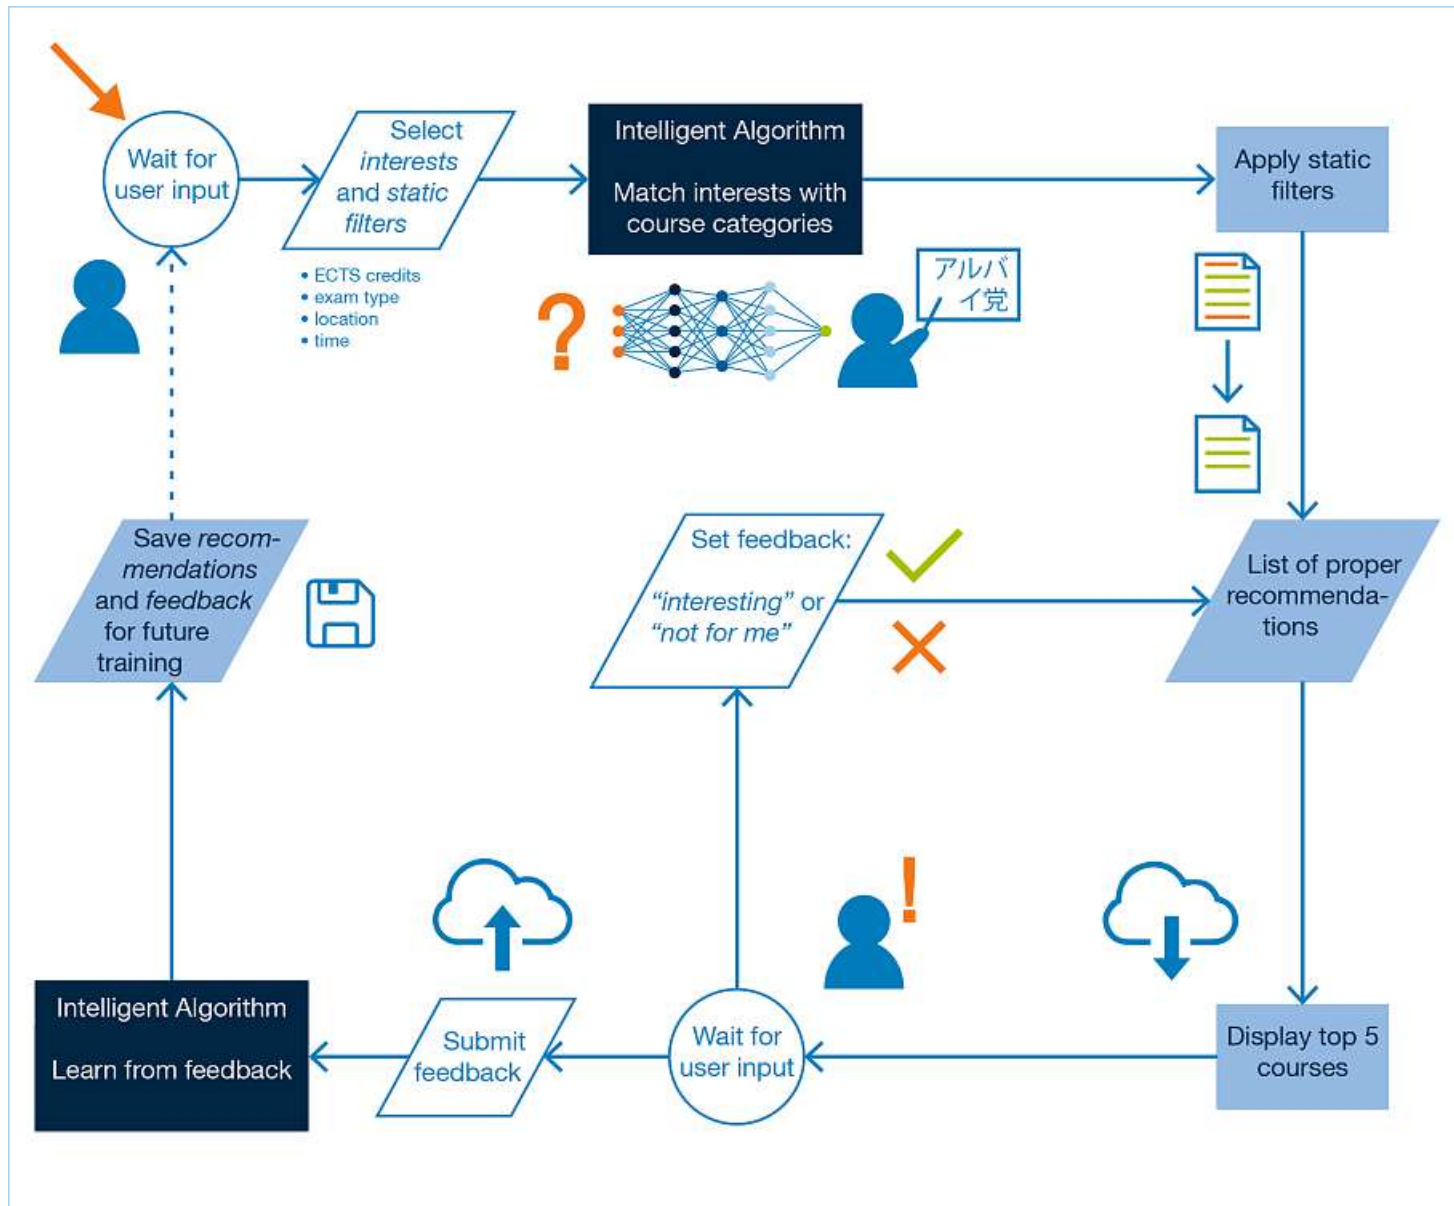 Wait for
user input
Select
interests
and static
filters
• ECTS credits
• exam type
• location
• time
Intelligent Algorithm
Match interests with
course categories
アルバ
イ党
Apply static
filters
List of proper
recommenda-
tions
Set feedback:
“interesting” or
“not for me”
Save recom-
mendations
and feedback
for future
training
Display top 5
courses
Wait for
user input
Submit
feedback
Intelligent Algorithm
Learn from feedback